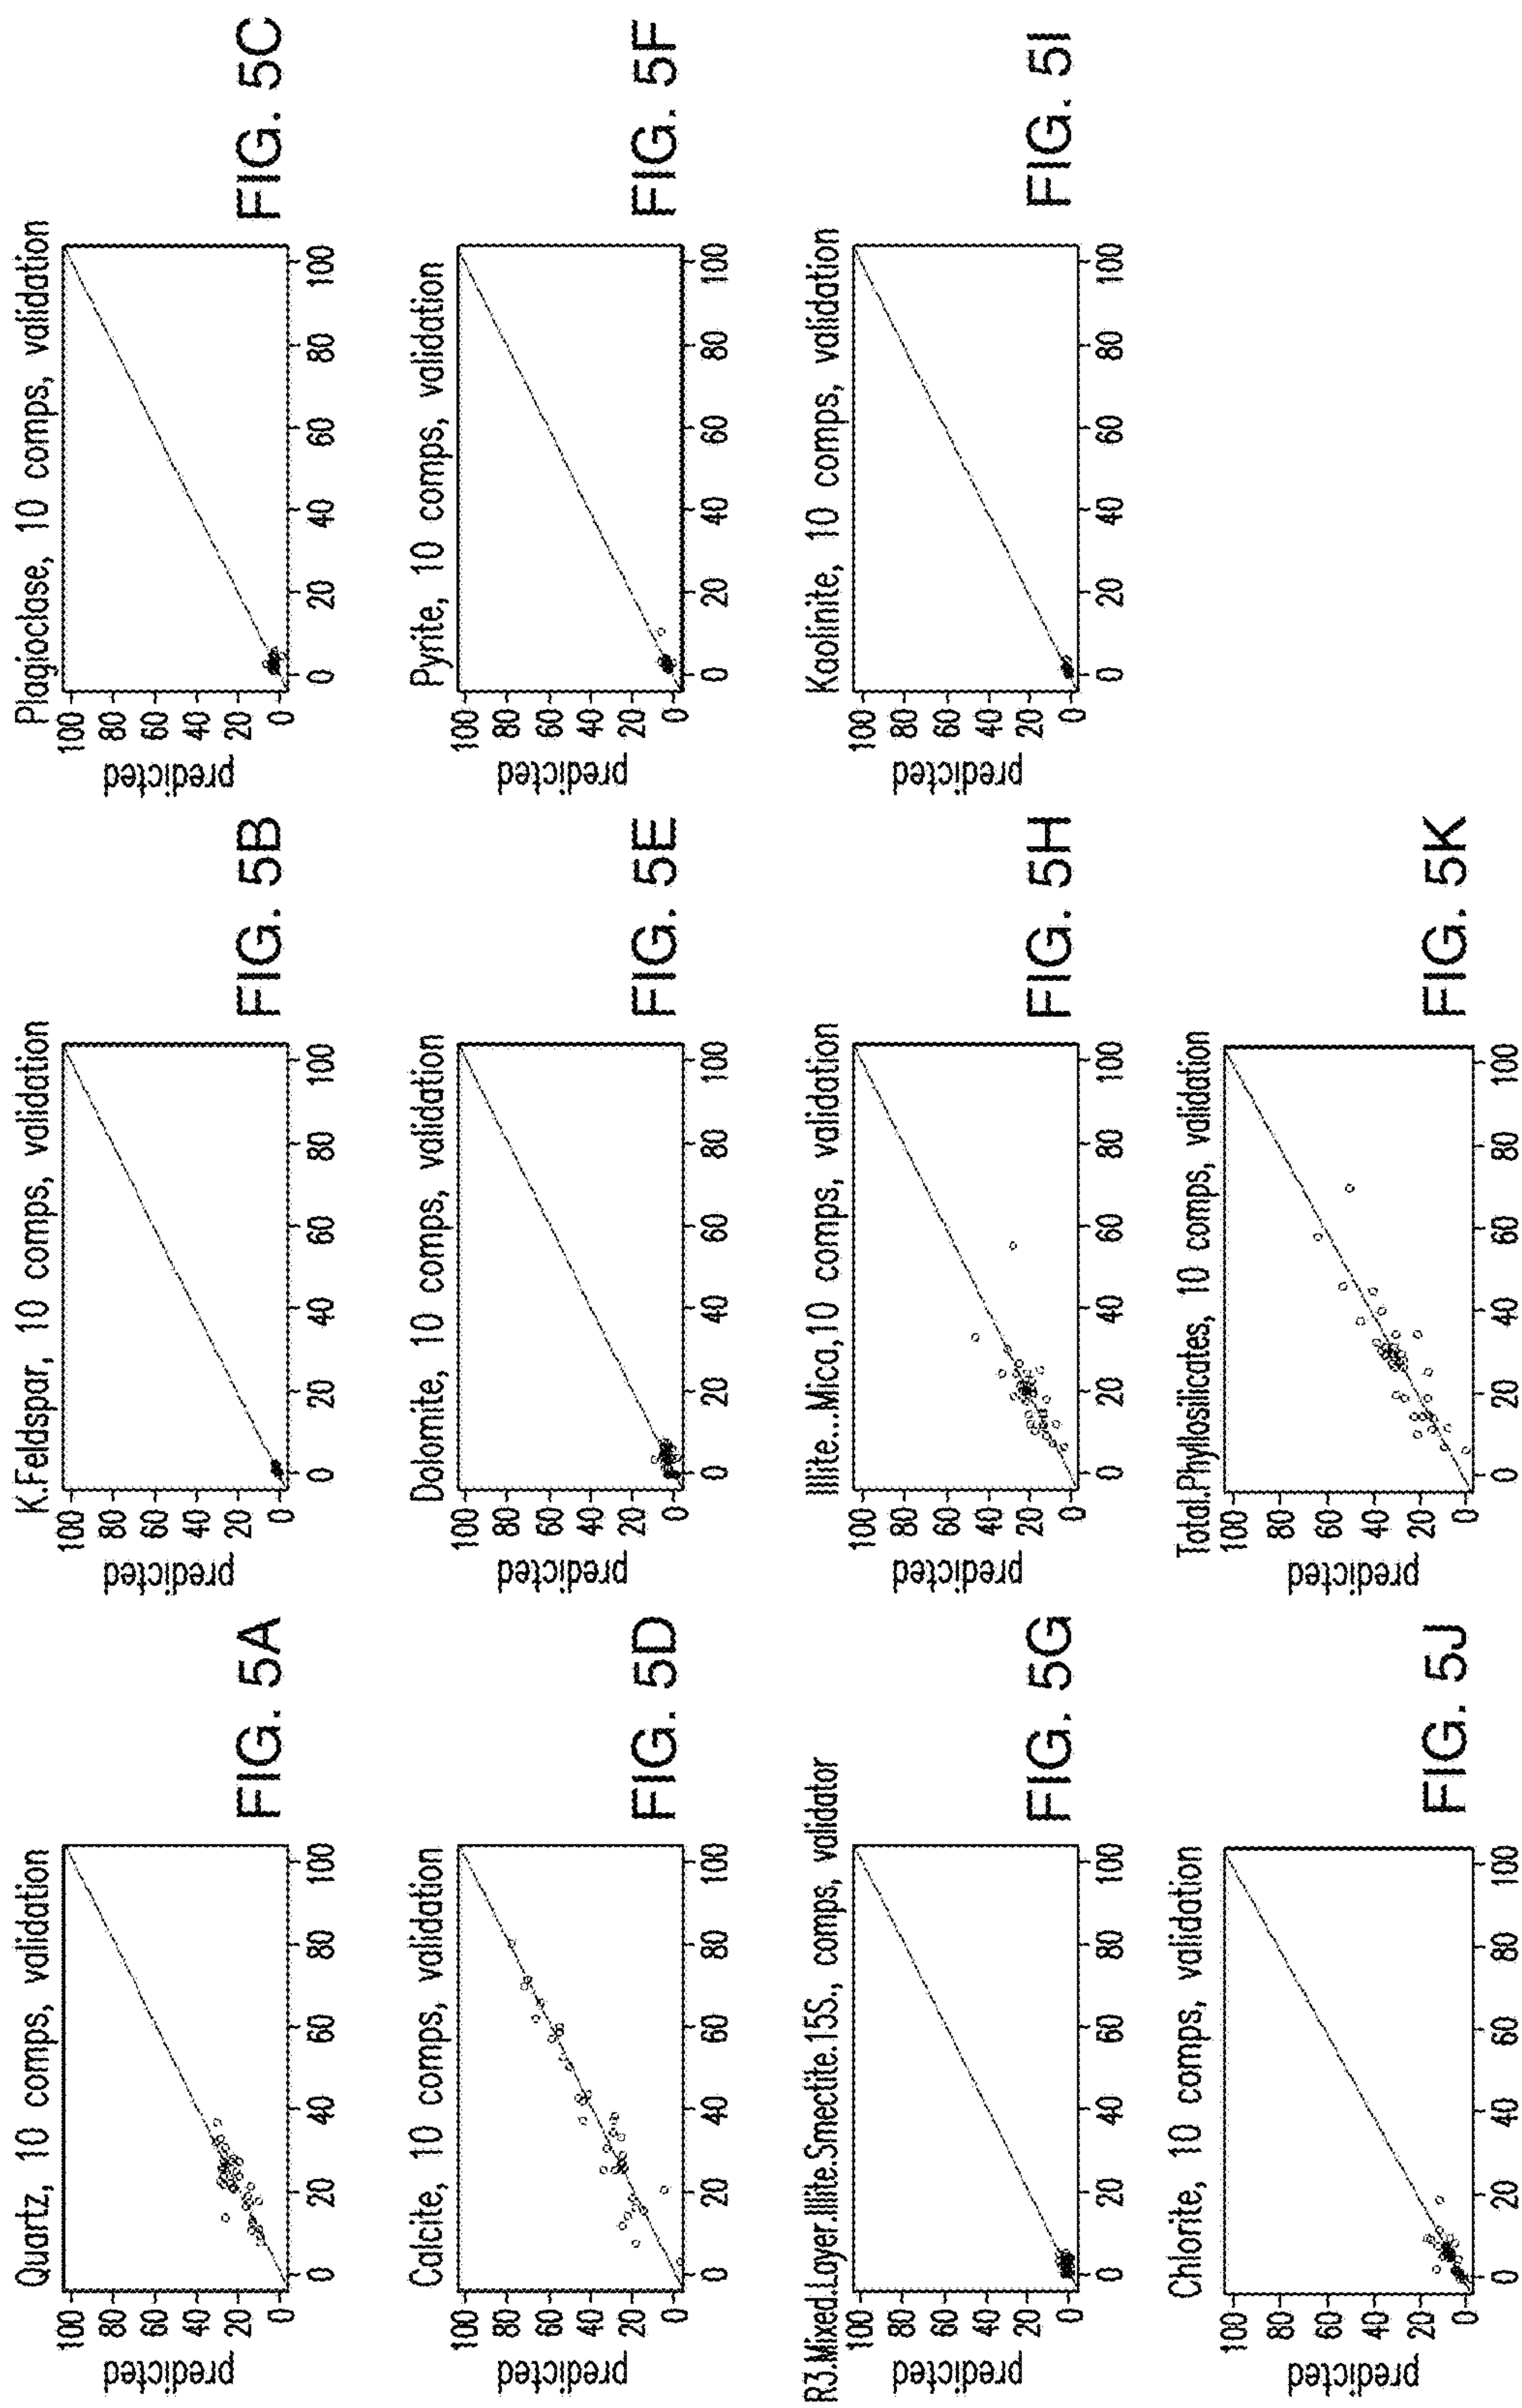 Quartz, 10 comps, validation
predicted
100
80
60
40
20
0
0 20 40 60 80 100
FIG. 5A
K.Feldspar, 10 comps, validation
predicted
100
80
60
40
20
0
0 20 40 60 80 100
FIG. 5B
Plagioclase, 10 comps, validation
predicted
100
80
60
40
20
0
0 20 40 60 80 100
FIG. 5C
Calcite, 10 comps, validation
predicted
100
80
60
40
20
0
0 20 40 60 80 100
FIG. 5D
Dolomite, 10 comps, validation
predicted
100
80
60
40
20
0
0 20 40 60 80 100
FIG. 5E
Pyrite, 10 comps, validation
predicted
100
80
60
40
20
0
0 20 40 60 80 100
FIG. 5F
R3.Mixed.Layer.Illite.Smectite.15S., comps, validator
predicted
100
80
60
40
20
0
0 20 40 60 80 100
FIG. 5G
Illite...Mica,10 comps, validation
predicted
100
80
60
40
20
0
0 20 40 60 80 100
FIG. 5H
Kaolinite, 10 comps, validation
predicted
100
80
60
40
20
0
0 20 40 60 80 100
FIG. 5I
Chlorite, 10 comps, validation
predicted
100
80
60
40
20
0
0 20 40 60 80 100
FIG. 5J
Total.Phyllosilicates, 10 comps, validation
predicted
100
80
60
40
20
0
0 20 40 60 80 100
FIG. 5K